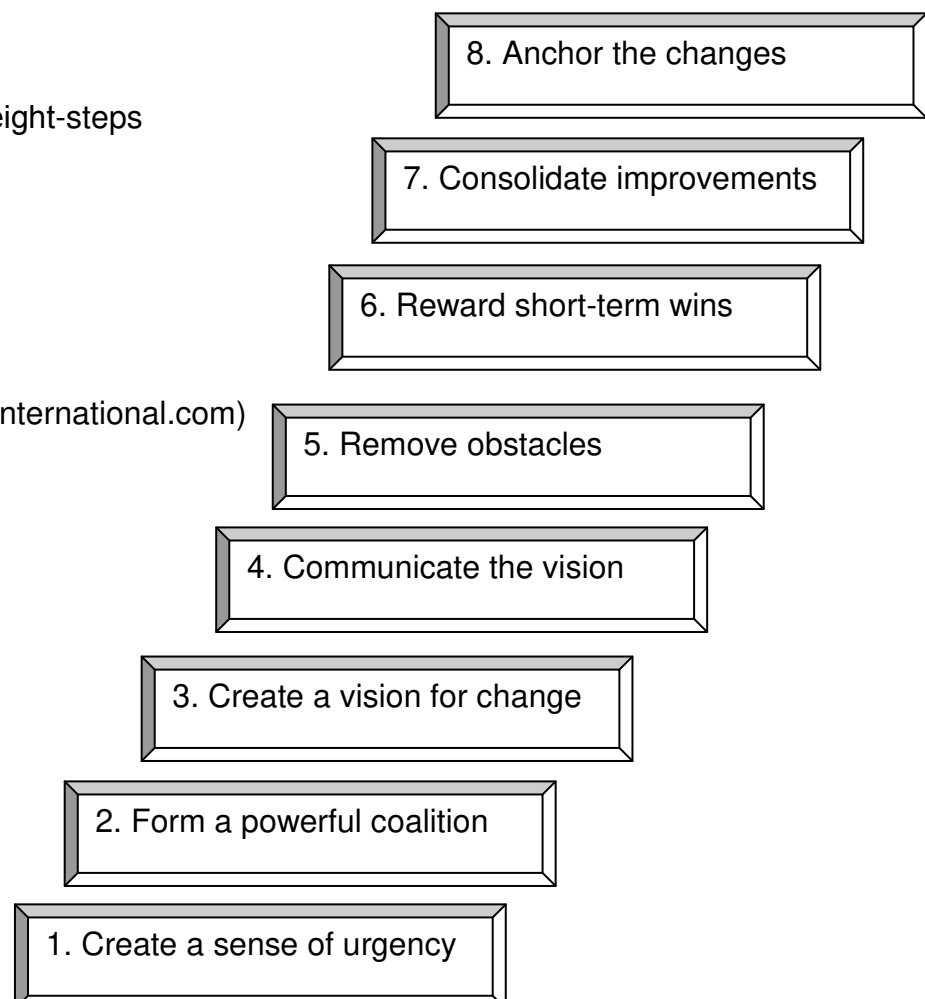 8. Anchor the changes
eight-steps
7. Consolidate improvements
6. Reward short-term wins
nternational.com)
5. Remove obstacles
4. Communicate the vision
3. Create a vision for change
2. Form a powerful coalition
1. Create a sense of urgency